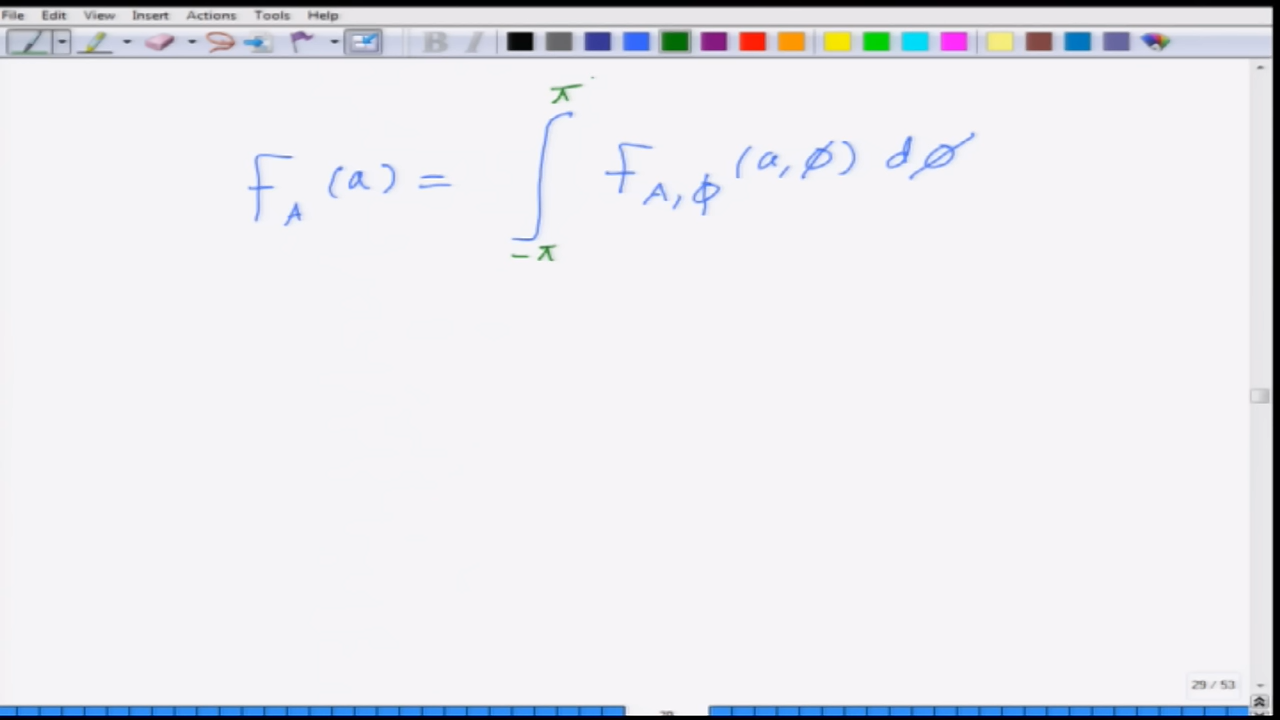 File Edit View Insert Actions Tools Help
B I
F_A (a) = ∫_{-π}^{π} F_{A,ϕ} (a, ϕ) dϕ
29 / 53